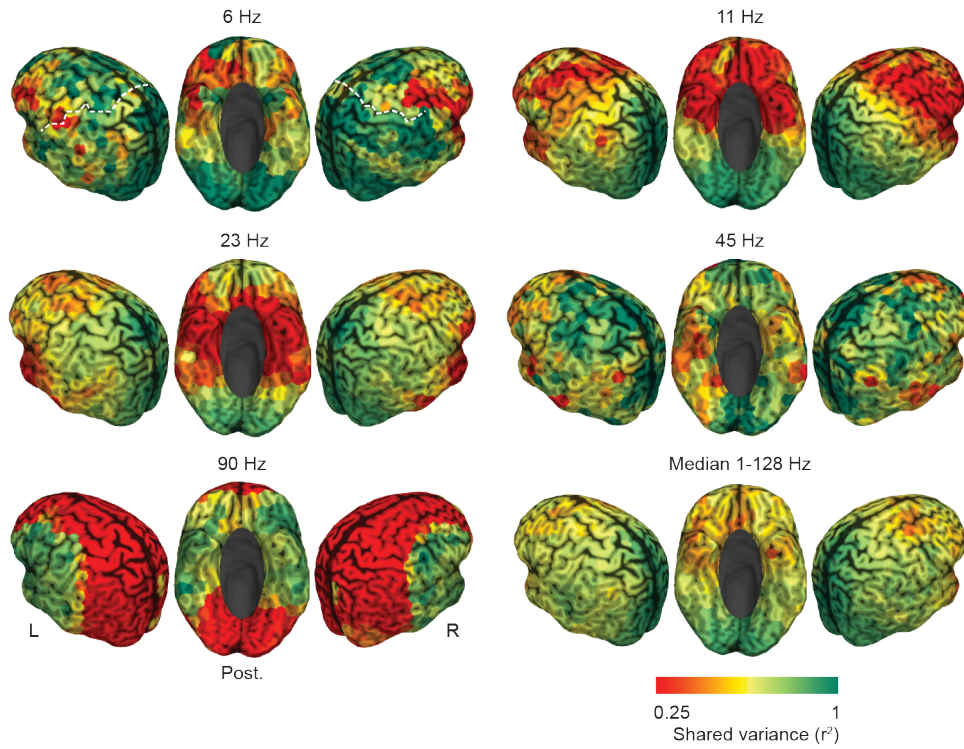 6 Hz
11 Hz
23 Hz
45 Hz
90 Hz
Median 1-128 Hz
L
R
Post.
0.25
1
Shared variance (r²)